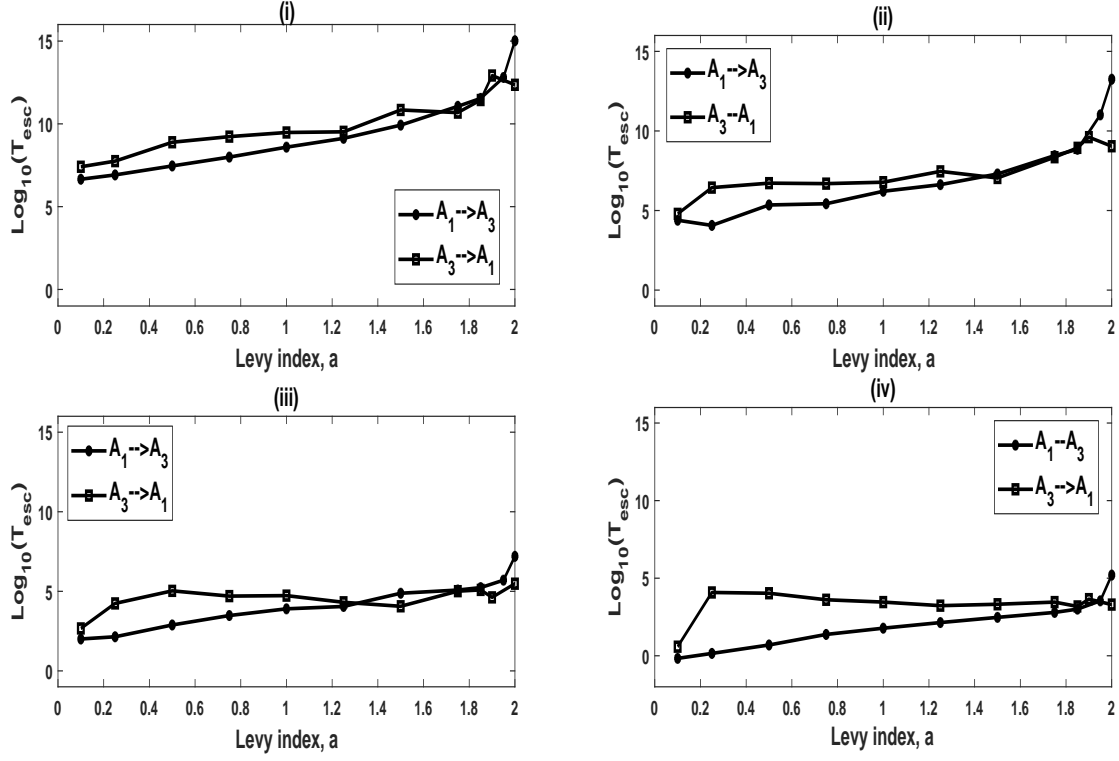 (i)
Log10(Tesc)
15
10
5
0
A1-->A3
A3-->A1
0 0.2 0.4 0.6 0.8 1 1.2 1.4 1.6 1.8 2
Levy index, a
(ii)
Log10(Tesc)
15
10
5
0
A1-->A3
A3--A1
0 0.2 0.4 0.6 0.8 1 1.2 1.4 1.6 1.8 2
Levy index, a
(iii)
Log10(Tesc)
15
10
5
0
A1-->A3
A3-->A1
0 0.2 0.4 0.6 0.8 1 1.2 1.4 1.6 1.8 2
Levy index, a
(iv)
Log10(Tesc)
15
10
5
0
A1--A3
A3-->A1
0 0.2 0.4 0.6 0.8 1 1.2 1.4 1.6 1.8 2
Levy index, a